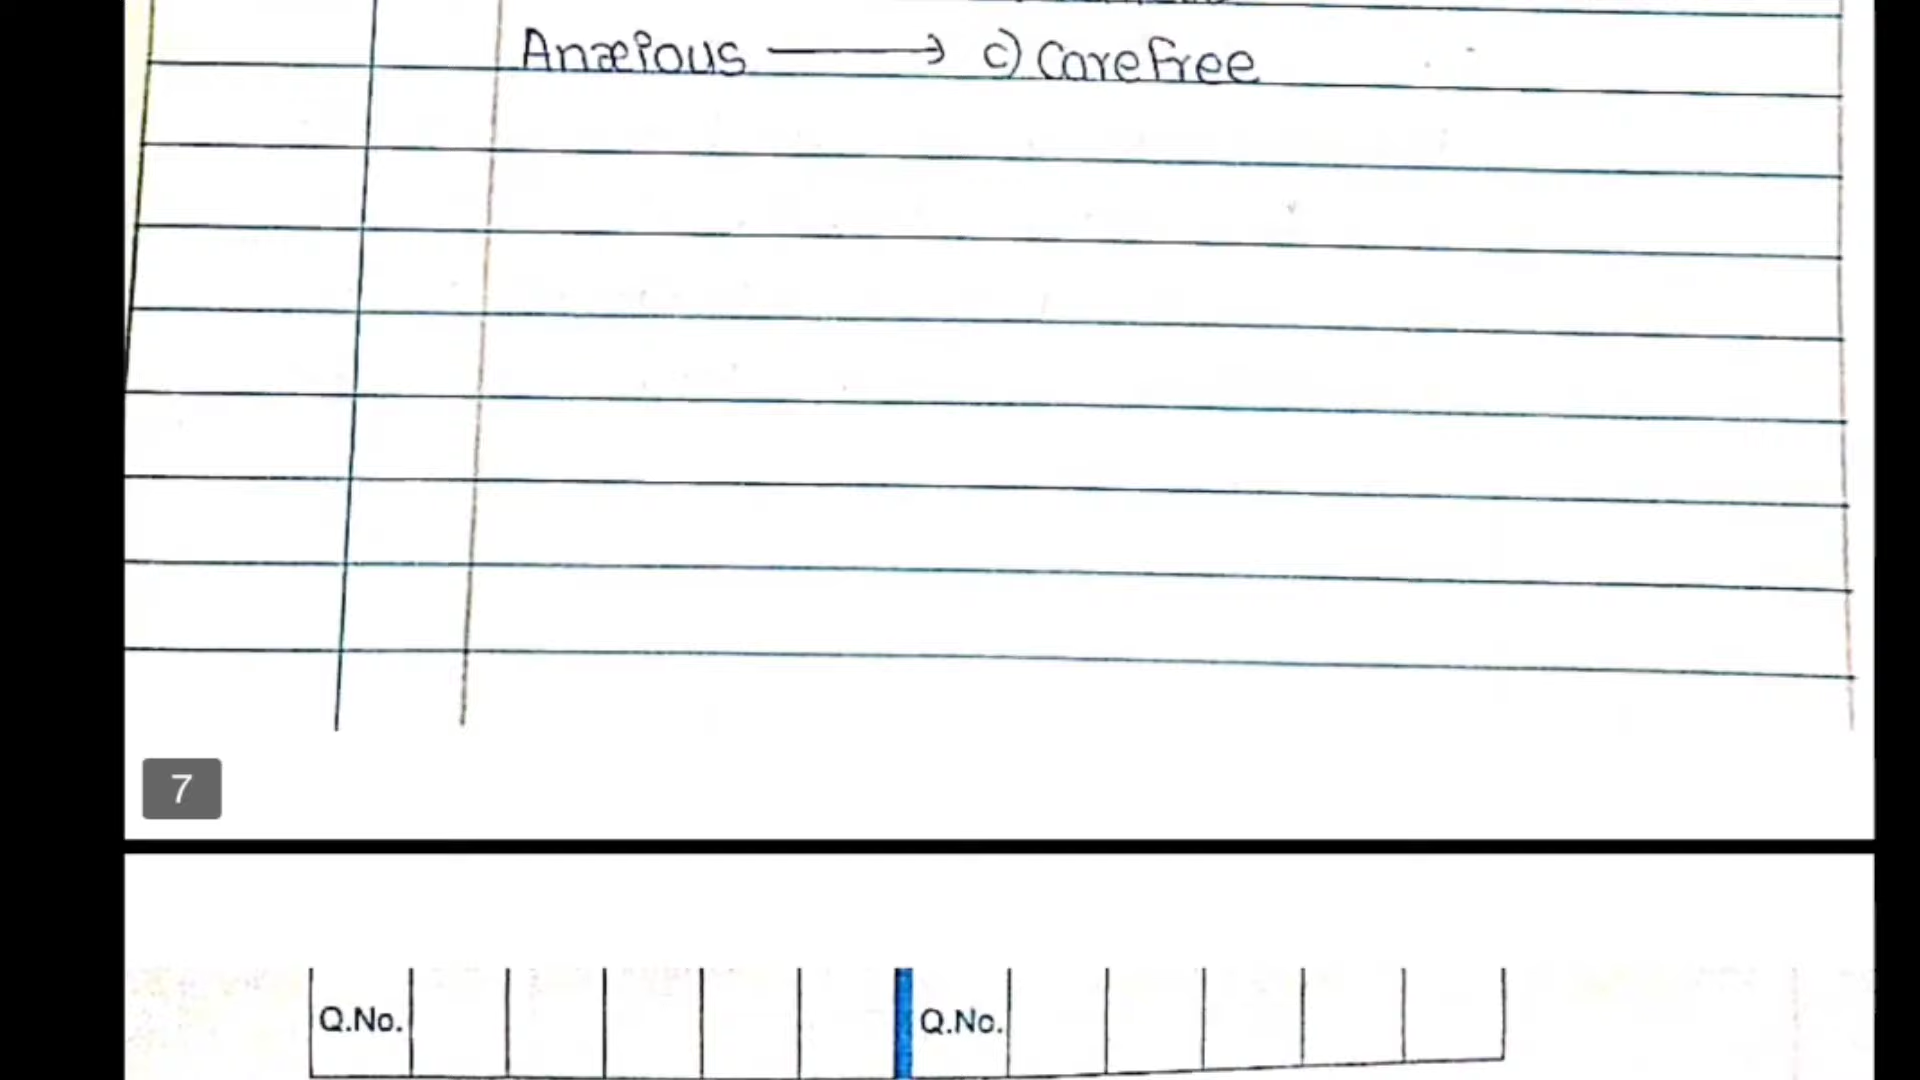 Anxious → c) Carefree
7
Q.No. Q.No.